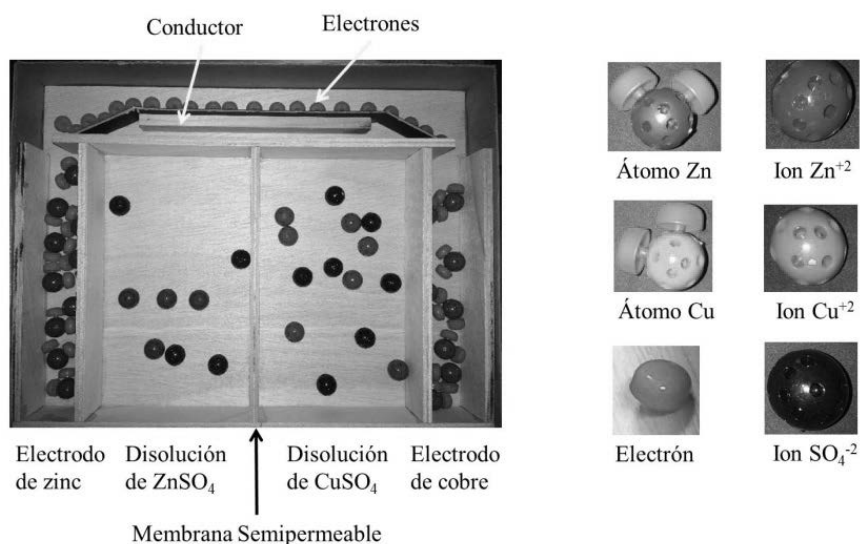 Conductor
Electrones
Átomo Zn
Ion Zn+2
Átomo Cu
Ion Cu+2
Electrón
Ion SO4-2
Electrodo de zinc
Disolución de ZnSO4
Disolución de CuSO4
Electrodo de cobre
Membrana Semipermeable